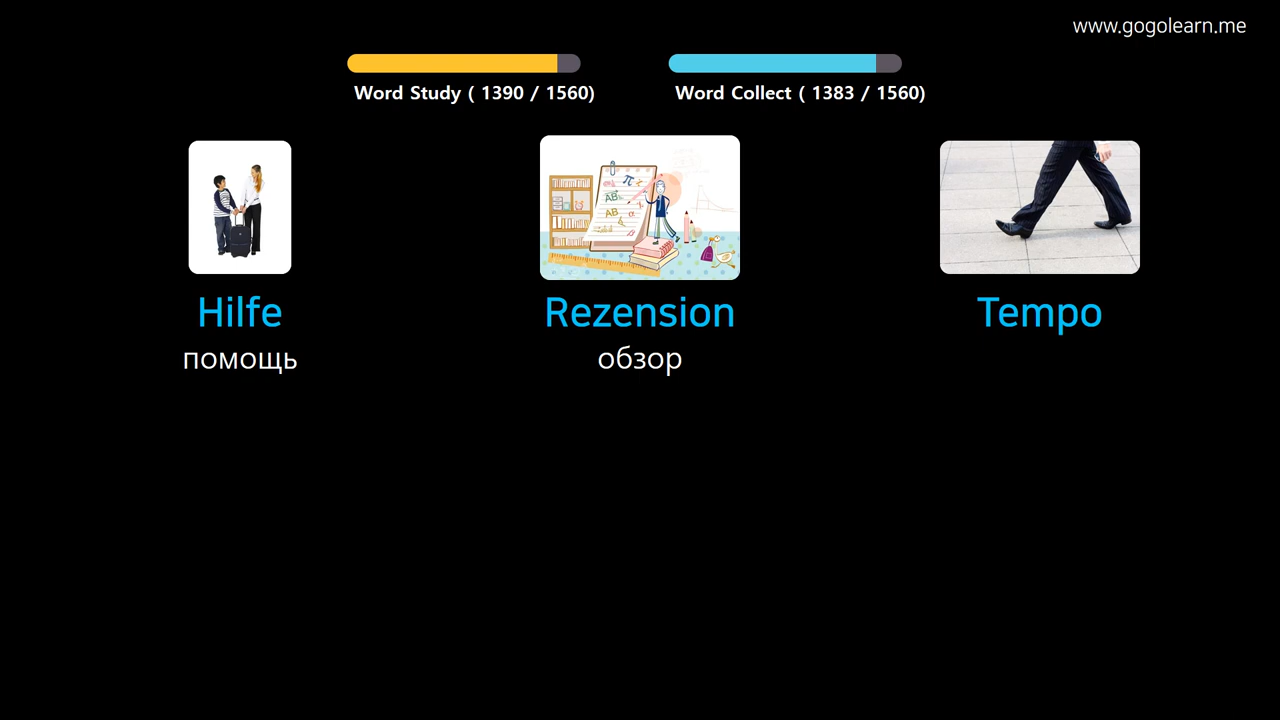 www.gogolearn.me
Word Study ( 1390 / 1560)
Word Collect ( 1383 / 1560)
Hilfe
Rezension
Tempo
помощь
обзор